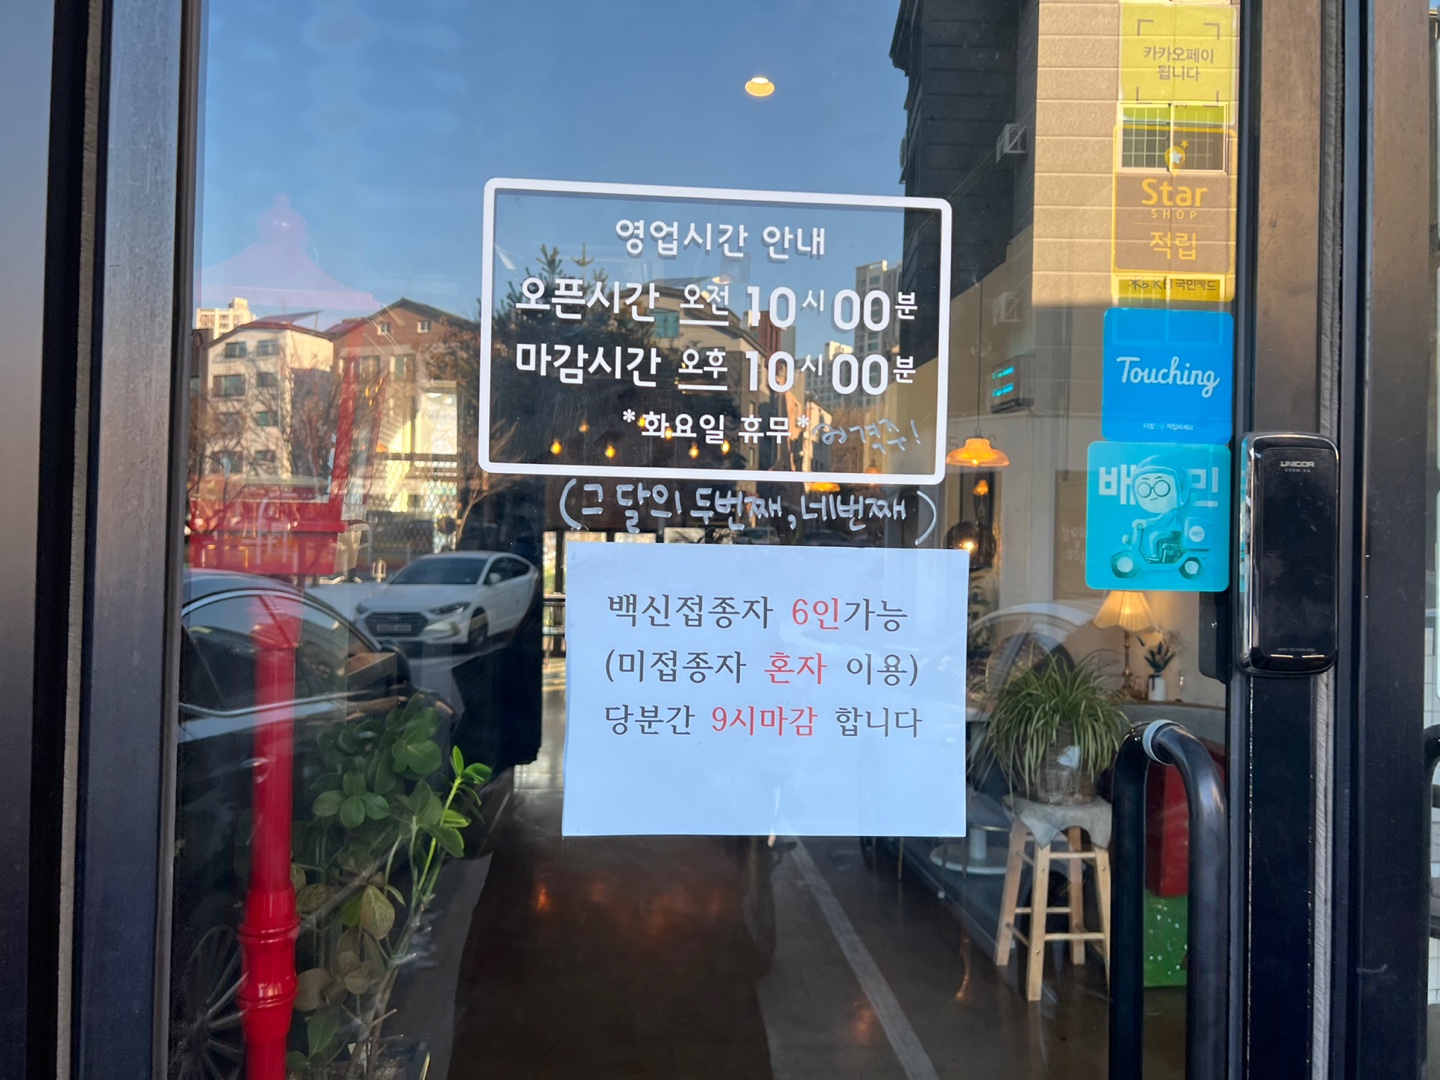 카카오페이
됩니다
Star
SHOP
적립
KB국민카드
영업시간 안내
오픈시간 오전 10시 00분
마감시간 오후 10시 00분
*화요일 휴무* 격주!
(그 달의 두번째, 네번째)
Touching
배민
UNICOR
백신접종자 6인가능
(미접종자 혼자 이용)
당분간 9시마감 합니다